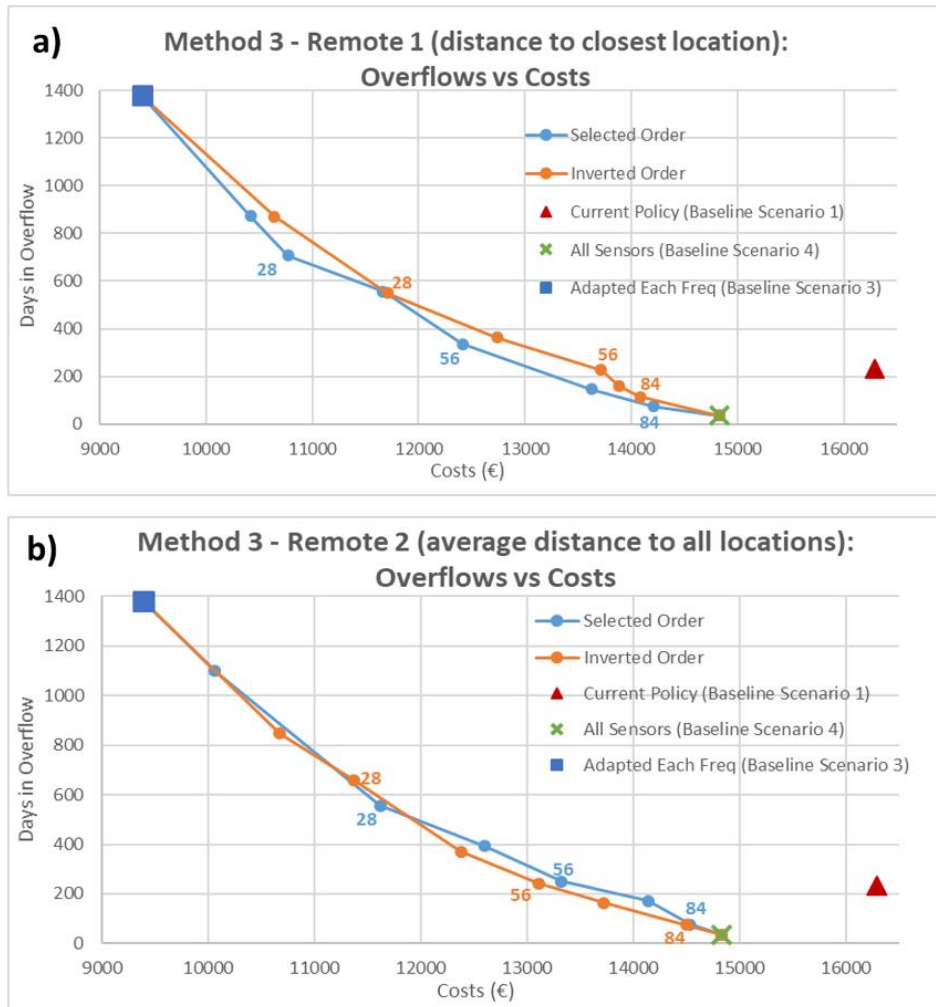 a)
Method 3 - Remote 1 (distance to closest location):
Overflows vs Costs
Days in Overflow
1400
1200
1000
800
600
400
200
0
9000 10000 11000 12000 13000 14000 15000 16000
Costs (€)
Selected Order
Inverted Order
Current Policy (Baseline Scenario 1)
All Sensors (Baseline Scenario 4)
Adapted Each Freq (Baseline Scenario 3)
28
28
56
56
84
84
b)
Method 3 - Remote 2 (average distance to all locations):
Overflows vs Costs
Days in Overflow
1400
1200
1000
800
600
400
200
0
9000 10000 11000 12000 13000 14000 15000 16000
Costs (€)
Selected Order
Inverted Order
Current Policy (Baseline Scenario 1)
All Sensors (Baseline Scenario 4)
Adapted Each Freq (Baseline Scenario 3)
28
28
56
56
84
84